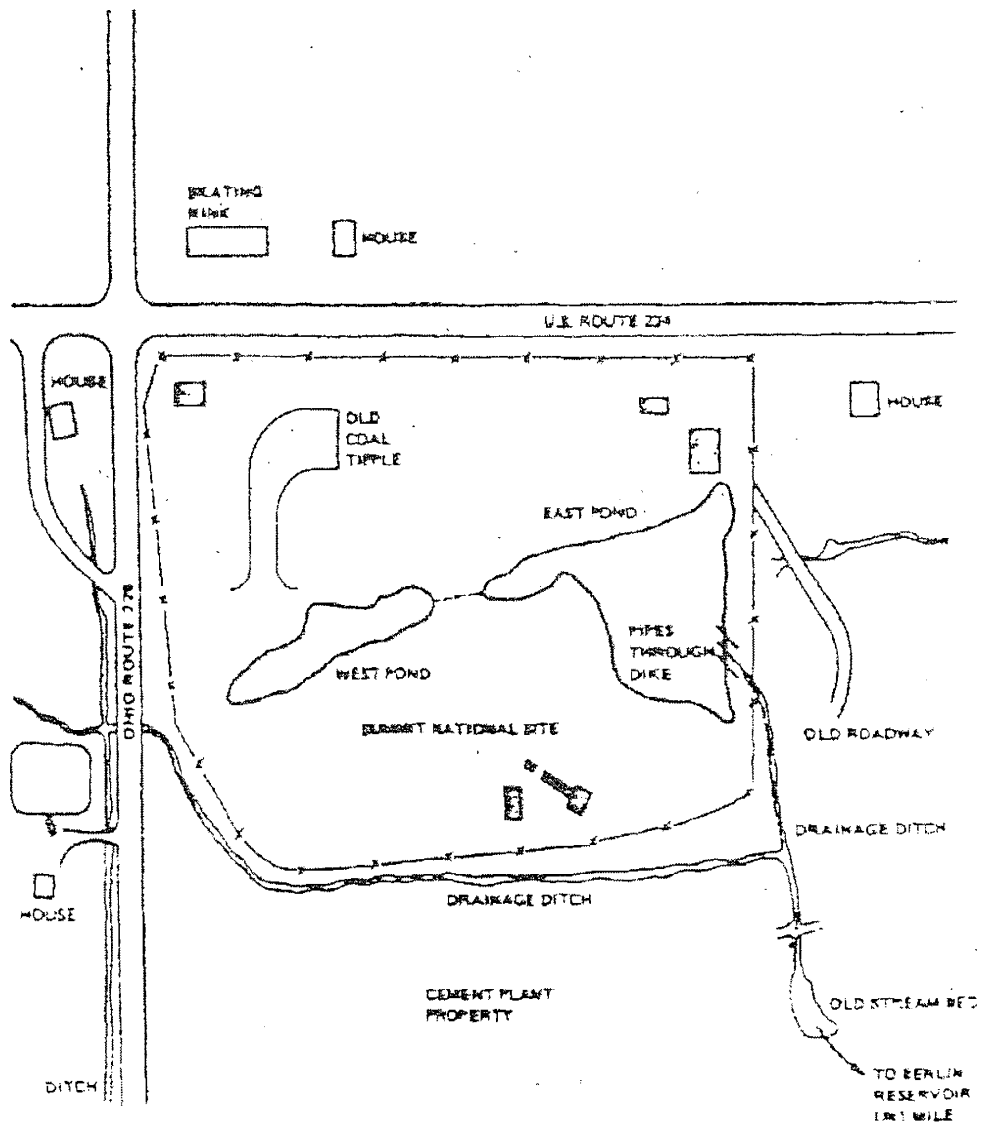 SKATING
RINK
HOUSE
U.S. ROUTE 224
HOUSE
OLD
COAL
TIPPLE
HOUSE
EAST POND
OHIO ROUTE 225
PIPES
THROUGH
DIKE
WEST POND
SUMMIT NATIONAL SITE
OLD ROADWAY
DRAINAGE DITCH
HOUSE
DRAINAGE DITCH
CEMENT PLANT
PROPERTY
OLD STREAM BED
DITCH
TO BERLIN
RESERVOIR
MILE